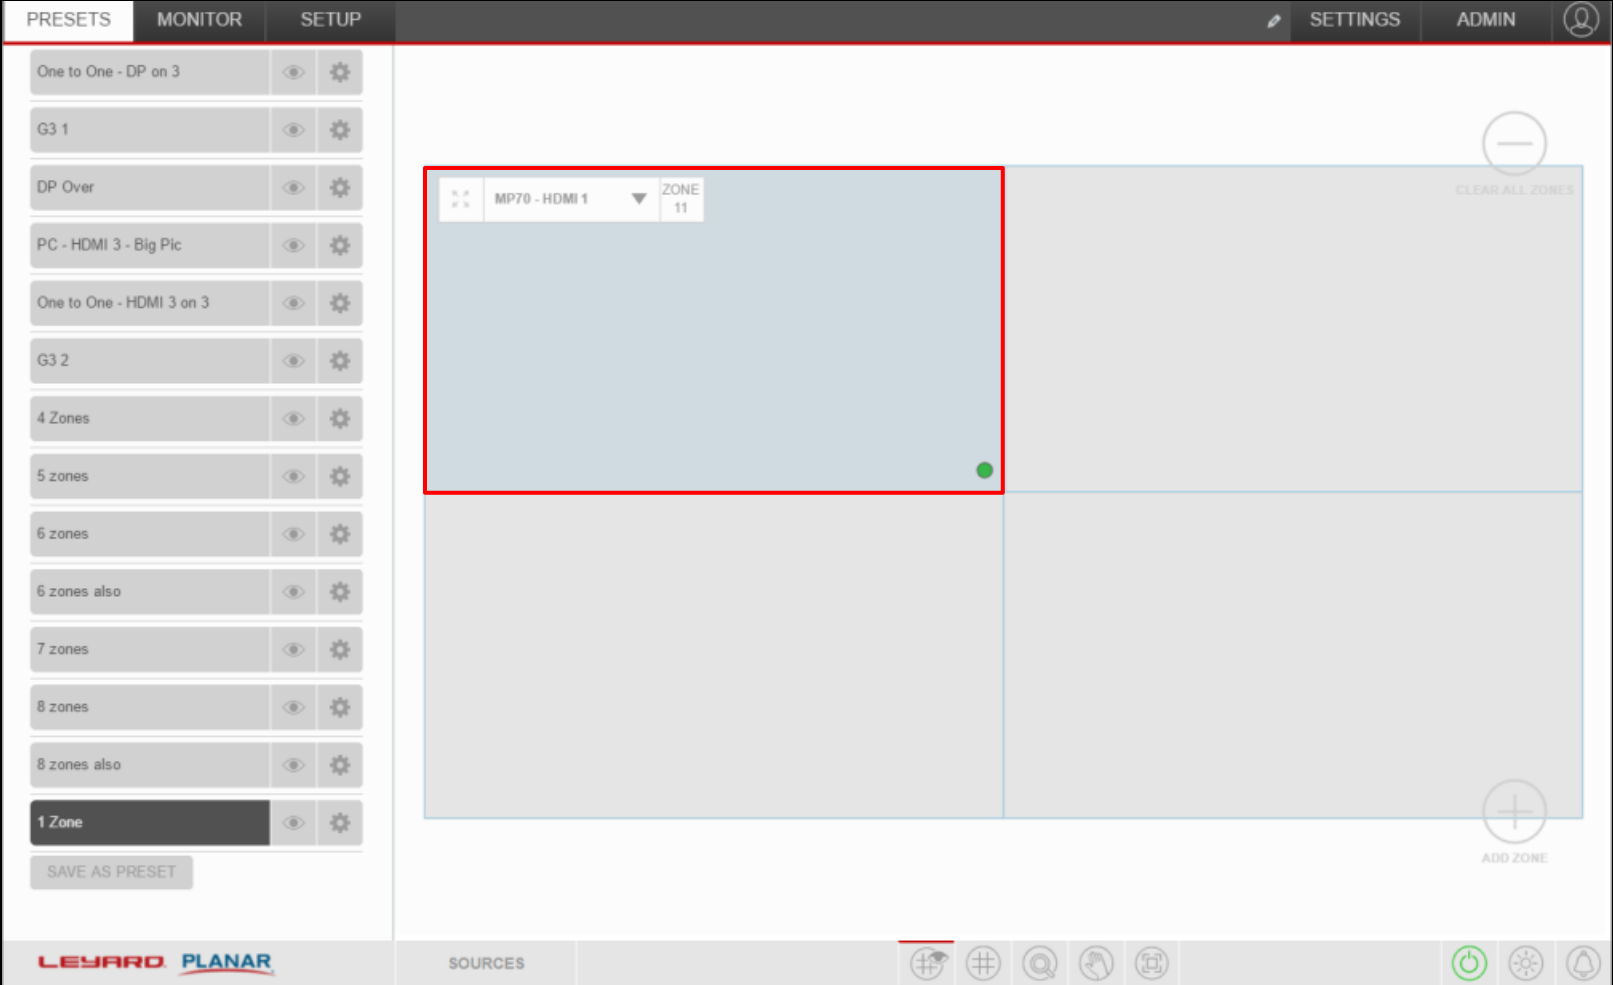 PRESETS
MONITOR
SETUP
SETTINGS
ADMIN
One to One - DP on 3
G3 1
DP Over
PC - HDMI 3 - Big Pic
One to One - HDMI 3 on 3
G3 2
4 Zones
5 zones
6 zones
6 zones also
7 zones
8 zones
8 zones also
1 Zone
SAVE AS PRESET
MP70 - HDMI 1
ZONE
11
CLEAR ALL ZONES
ADD ZONE
LEYARD PLANAR
SOURCES